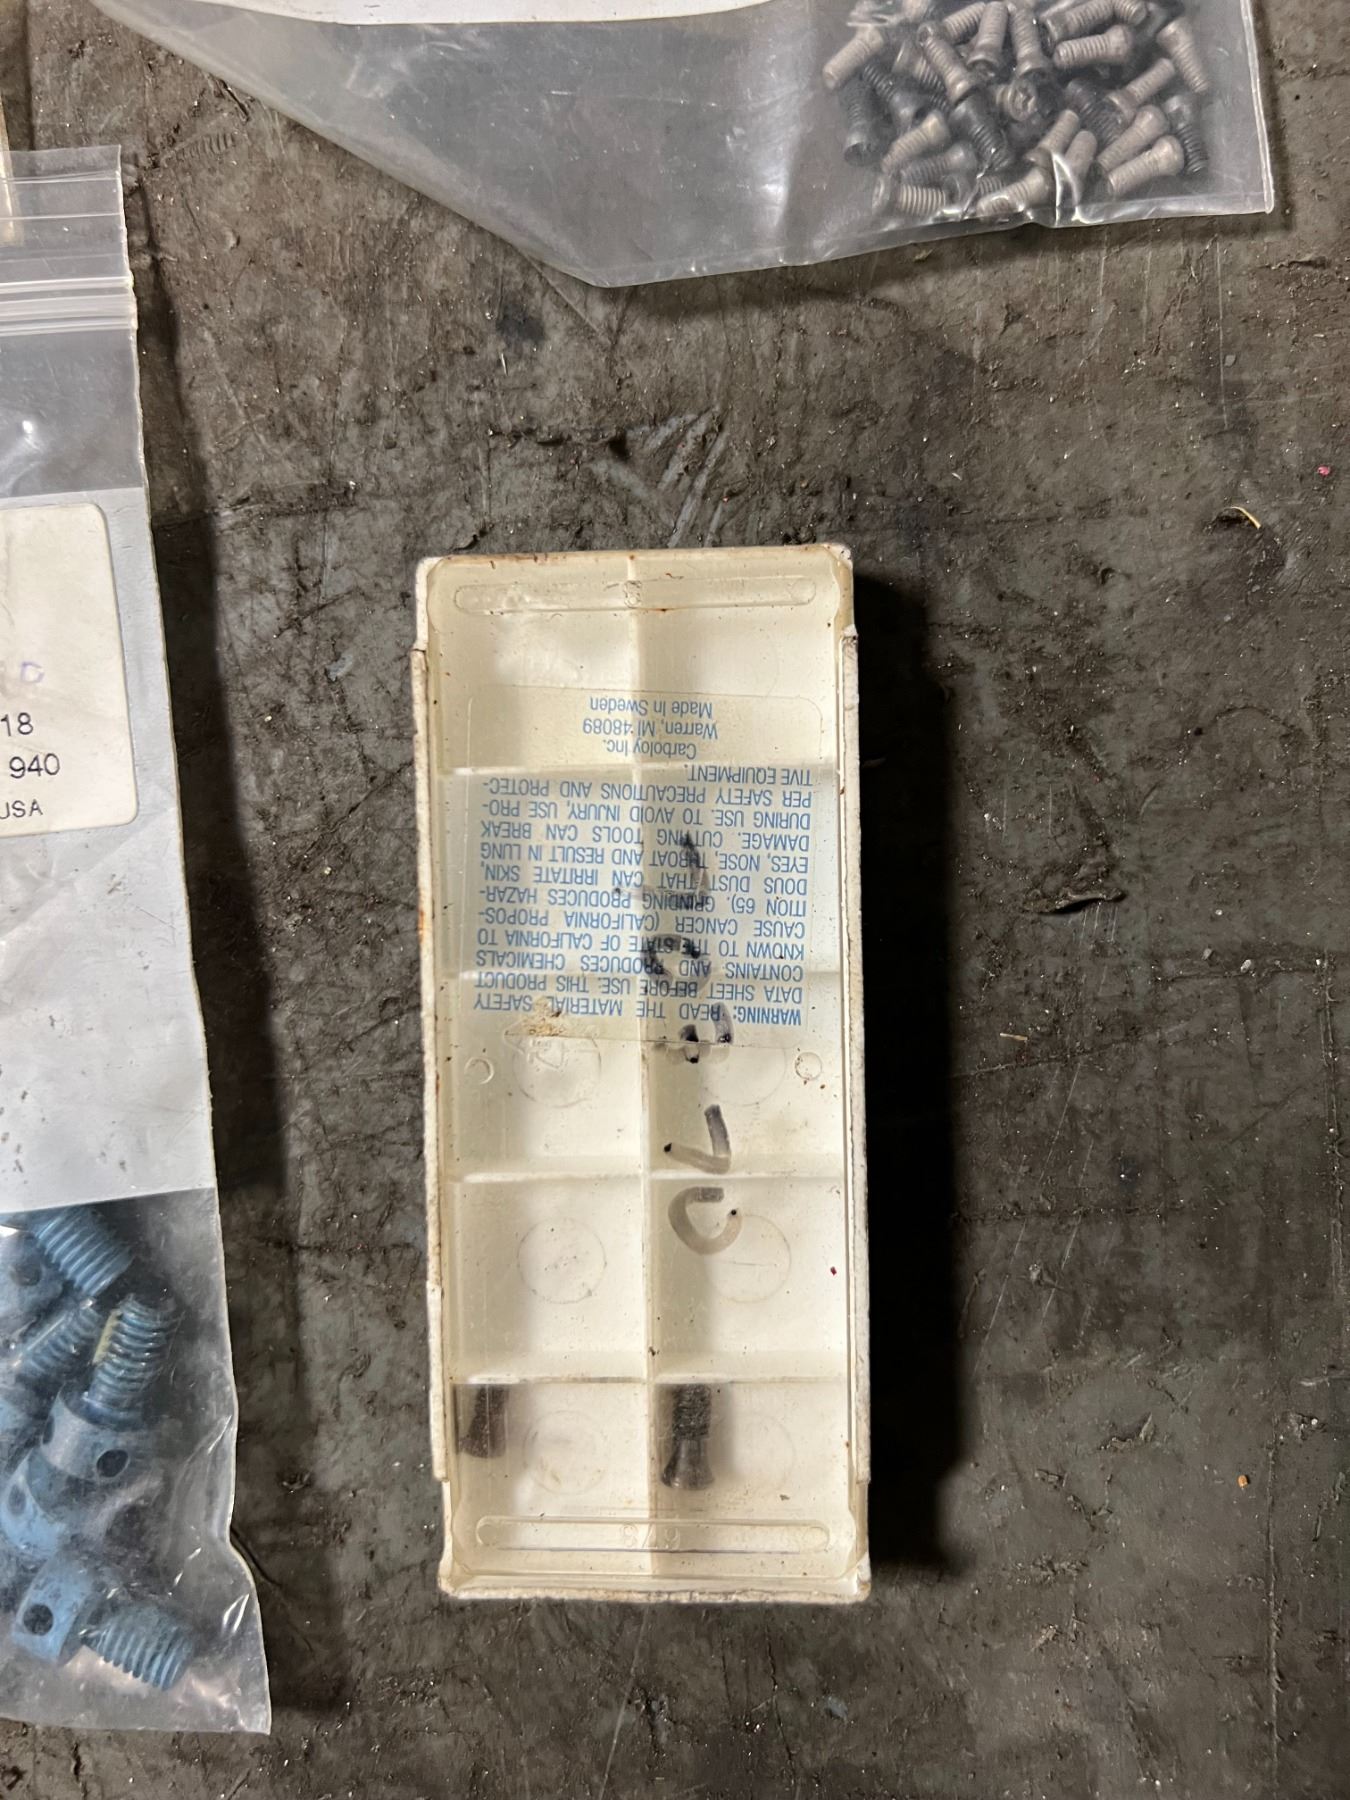 18
940
USA
WARNING: READ THE MATERIAL SAFETY
DATA SHEET BEFORE USE. THIS PRODUCT
CONTAINS AND PRODUCES CHEMICALS
KNOWN TO THE STATE OF CALIFORNIA TO
CAUSE CANCER (CALIFORNIA PROPOS-
ITION 65). GRINDING PRODUCES HAZAR-
DOUS DUST THAT CAN IRRITATE SKIN,
EYES, NOSE, THROAT AND RESULT IN LUNG
DAMAGE. CUTTING TOOLS CAN BREAK
DURING USE. TO AVOID INJURY, USE PRO-
PER SAFETY PRECAUTIONS AND PROTEC-
TIVE EQUIPMENT.
Carboloy Inc.
Warren, MI 48089
Made In Sweden